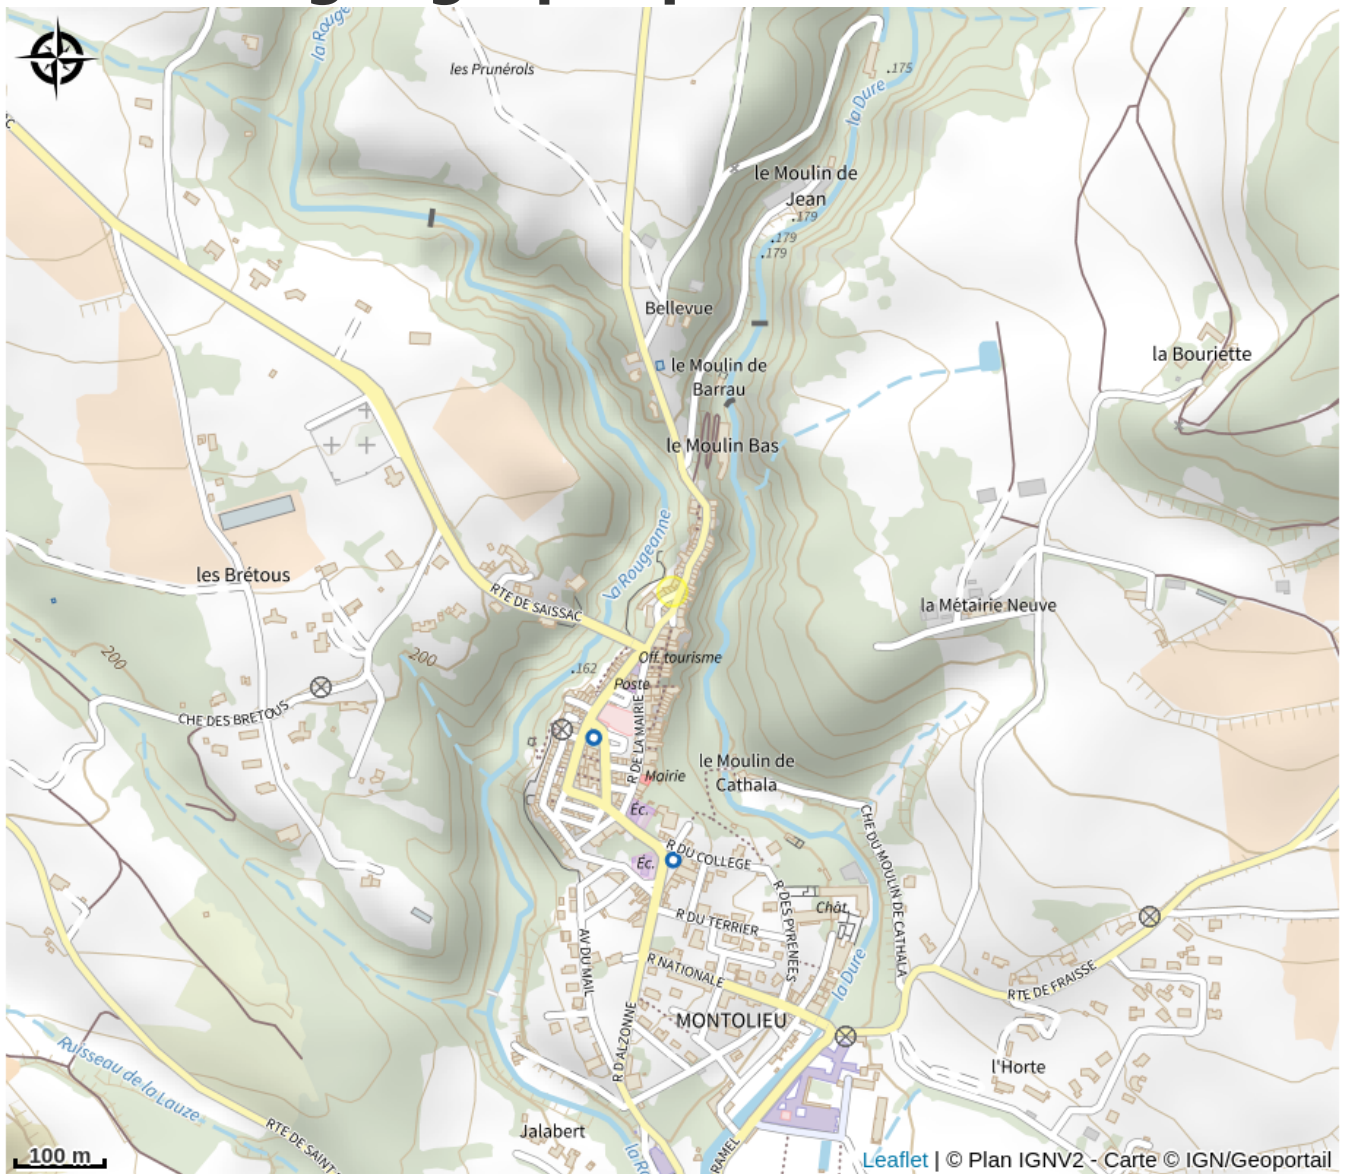 la Rouge
les Prunérols
.175
la Dure
le Moulin de
Jean
.179
.179
.179
Bellevue
la Bouriette
le Moulin de
Barrau
le Moulin Bas
la Rougeanne
les Brétous
RTE DE SAISSAC
la Métairie Neuve
200
200
Off. tourisme
.162
Poste
CHE DES BRETOUS
R DE LA MAIRIE
le Moulin de
Cathala
Mairie
Éc.
CHE DU MOULIN DE CATHALA
Éc.
R DU COLLEGE
R DES PYRENEES
Chât.
R DU TERRIER
AV DU MAIL
R NATIONALE
la Dure
RTE DE FRAISSE
R D'ALZONNE
MONTOLIEU
Ruisseau de la Lauze
l'Horte
RTE DE SAINT
Jalabert
la Ro
RAMEL
100 m
Leaflet | © Plan IGNV2 - Carte © IGN/Geoportail